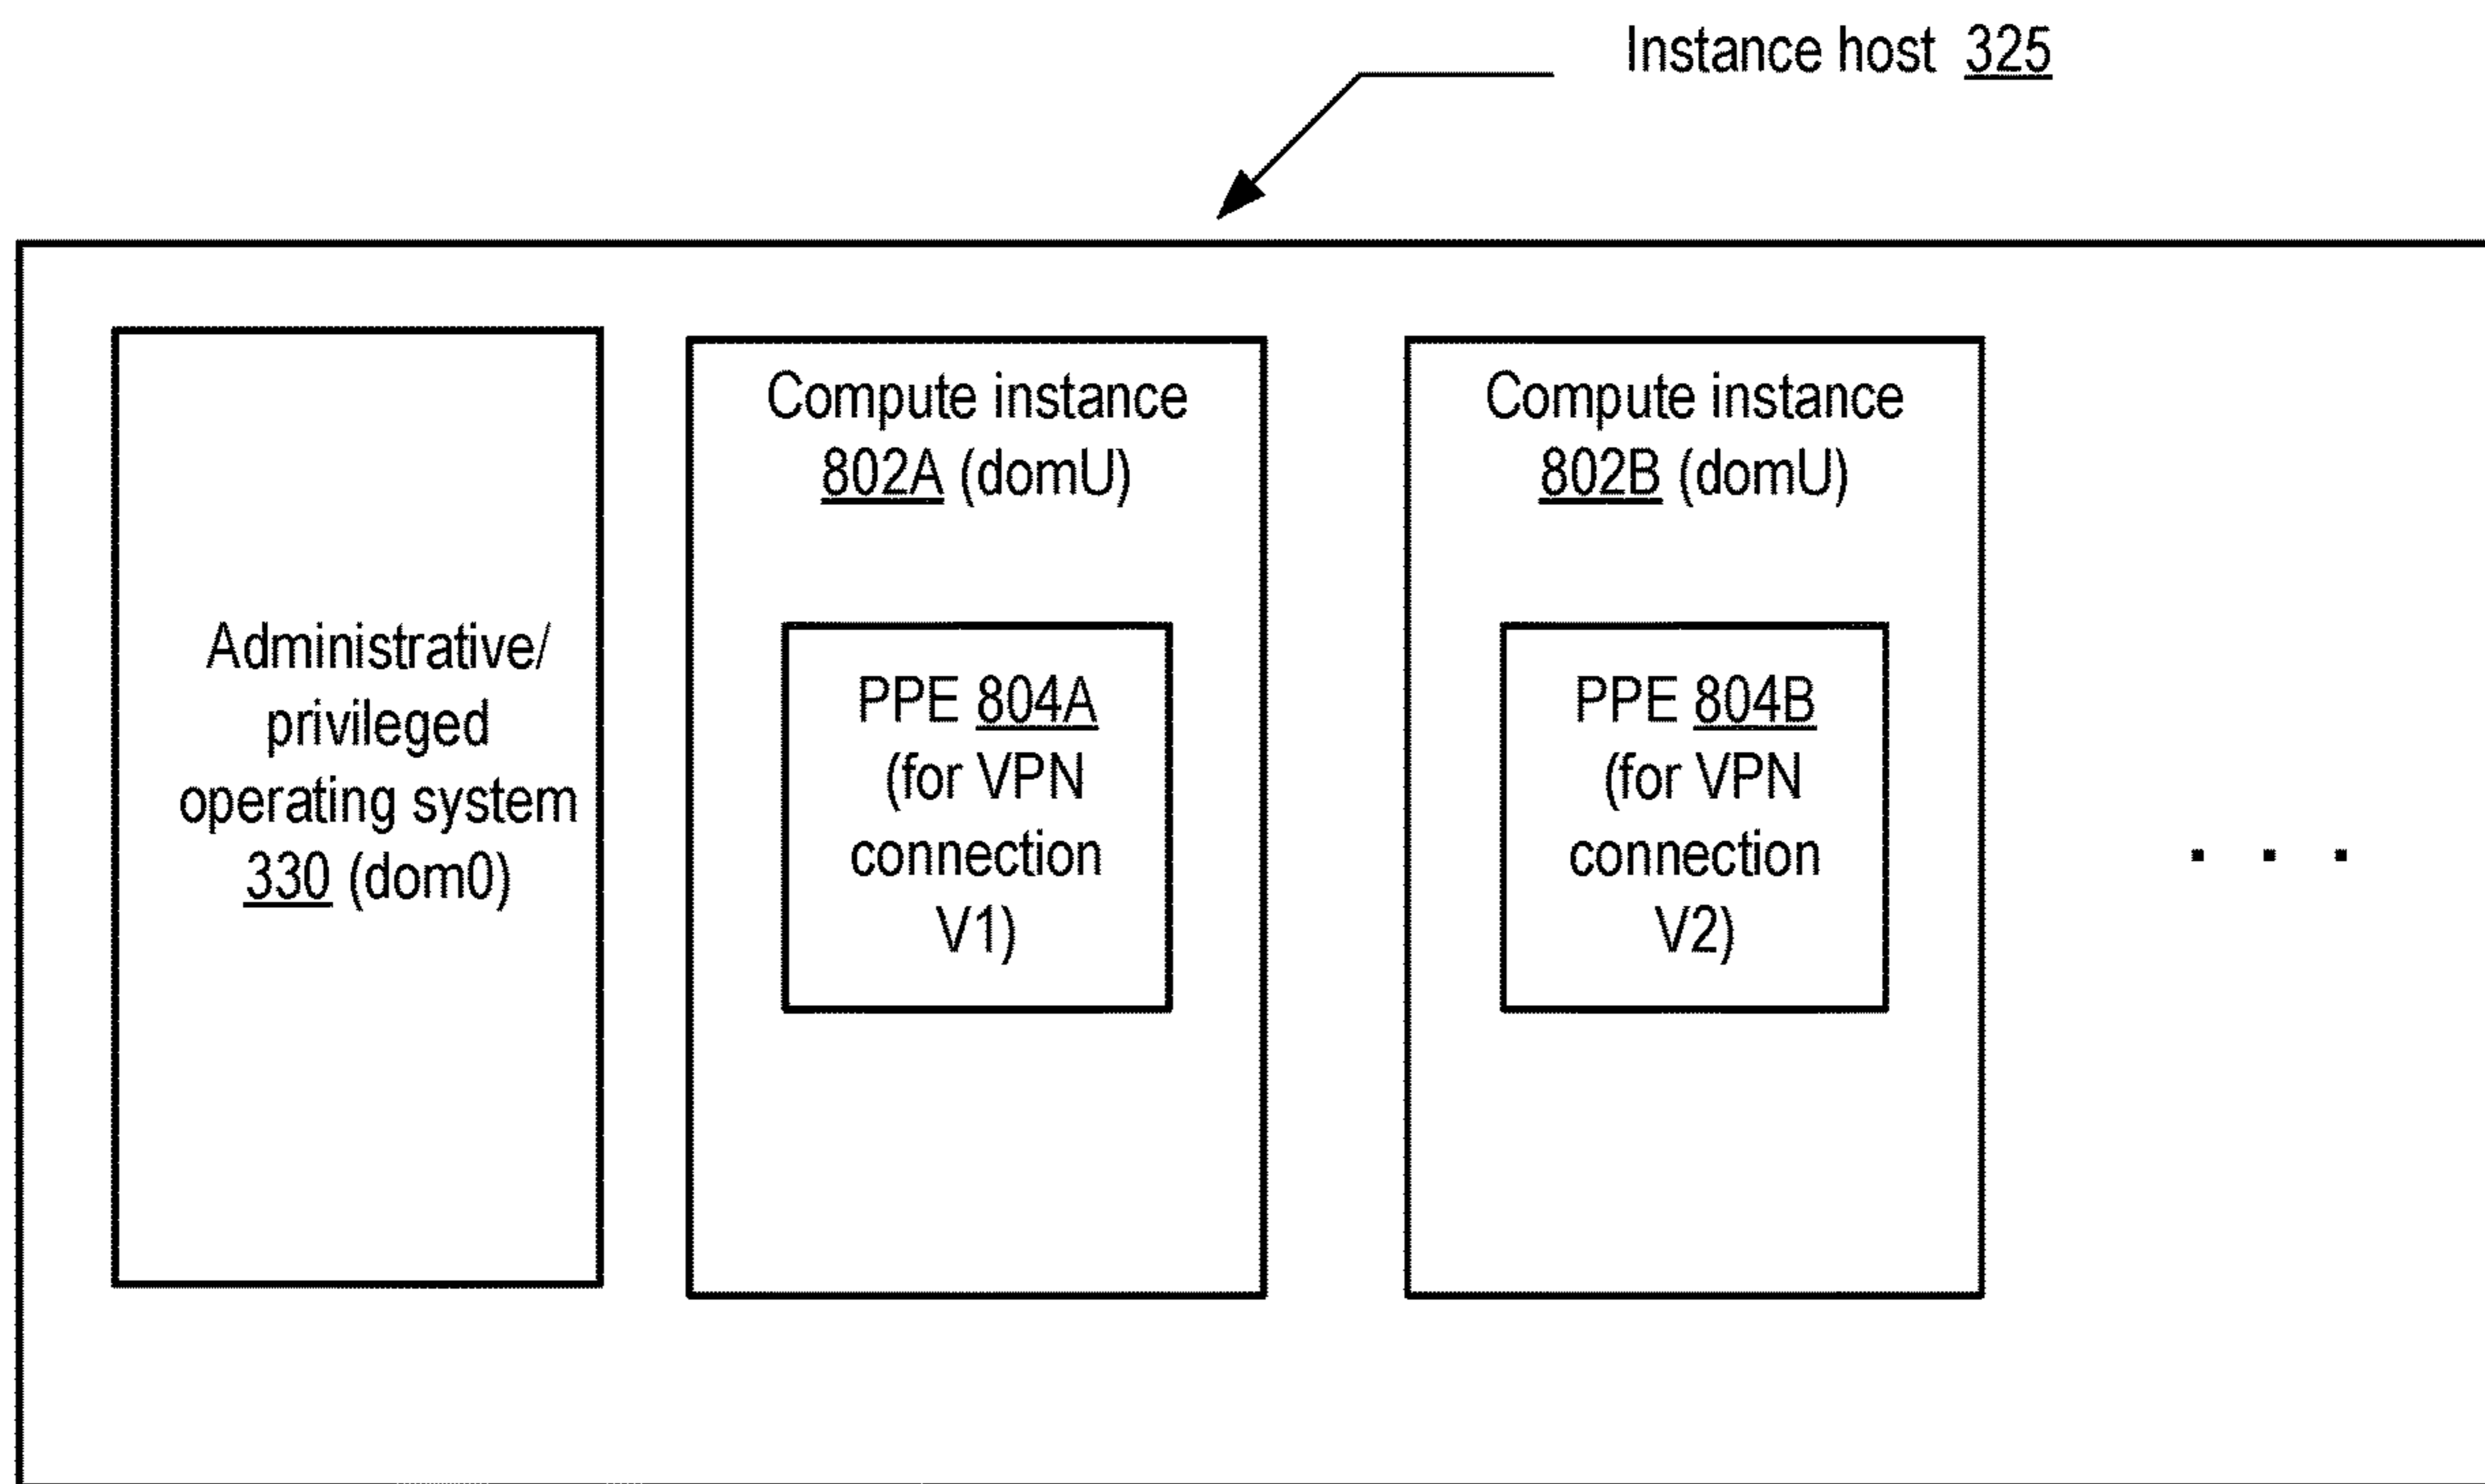 Instance host 325
Administrative/
privileged
operating system
330 (dom0)
Compute instance
802A (domU)
PPE 804A
(for VPN
connection
V1)
Compute instance
802B (domU)
PPE 804B
(for VPN
connection
V2)
. . .